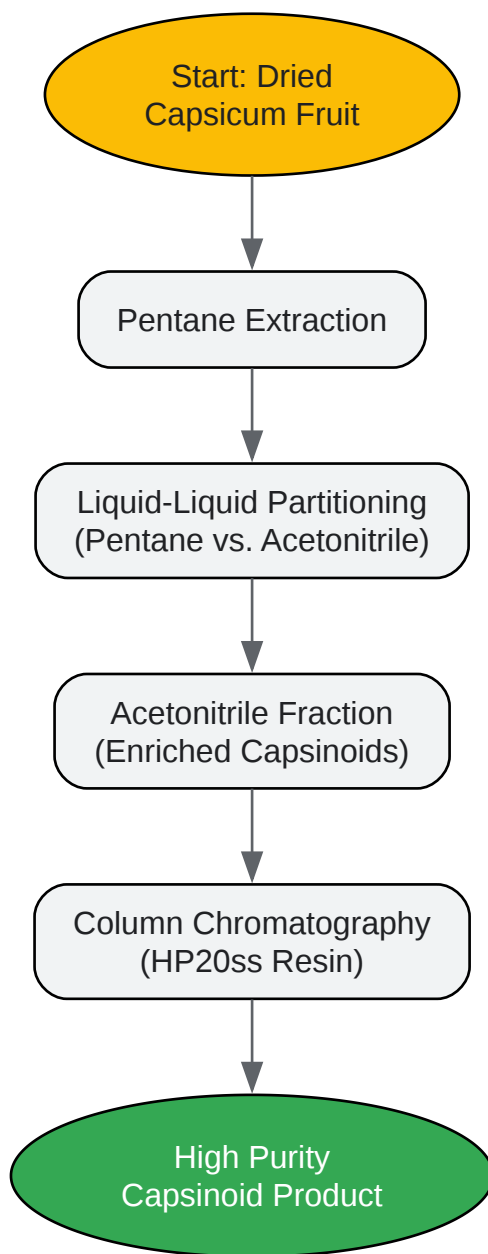 Start: Dried
Capsicum Fruit
Pentane Extraction
Liquid-Liquid Partitioning
(Pentane vs. Acetonitrile)
Acetonitrile Fraction
(Enriched Capsinoids)
Column Chromatography
(HP20ss Resin)
High Purity
Capsinoid Product